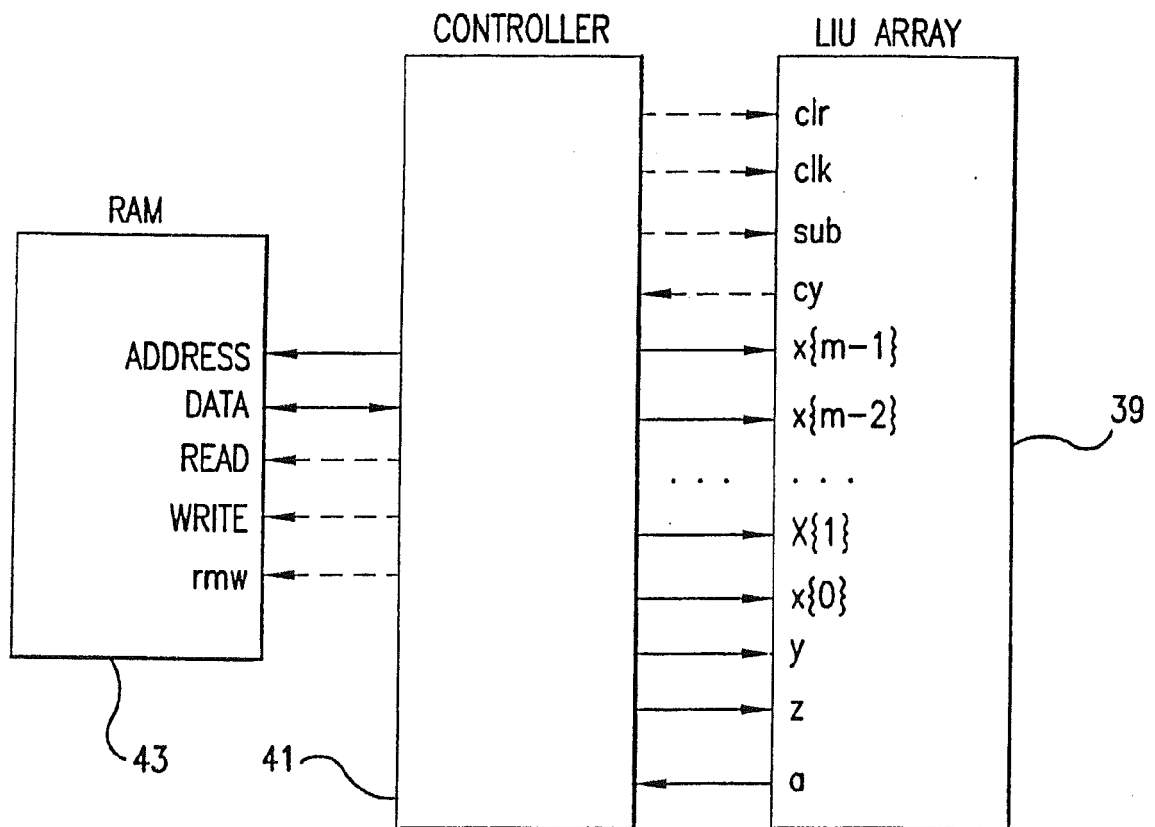 CONTROLLER
LIU ARRAY
RAM
clr
clk
sub
cy
x{m-1}
x{m-2}
. . . . . .
X{1}
x{0}
y
z
a
ADDRESS
DATA
READ
WRITE
rmw
39
43
41